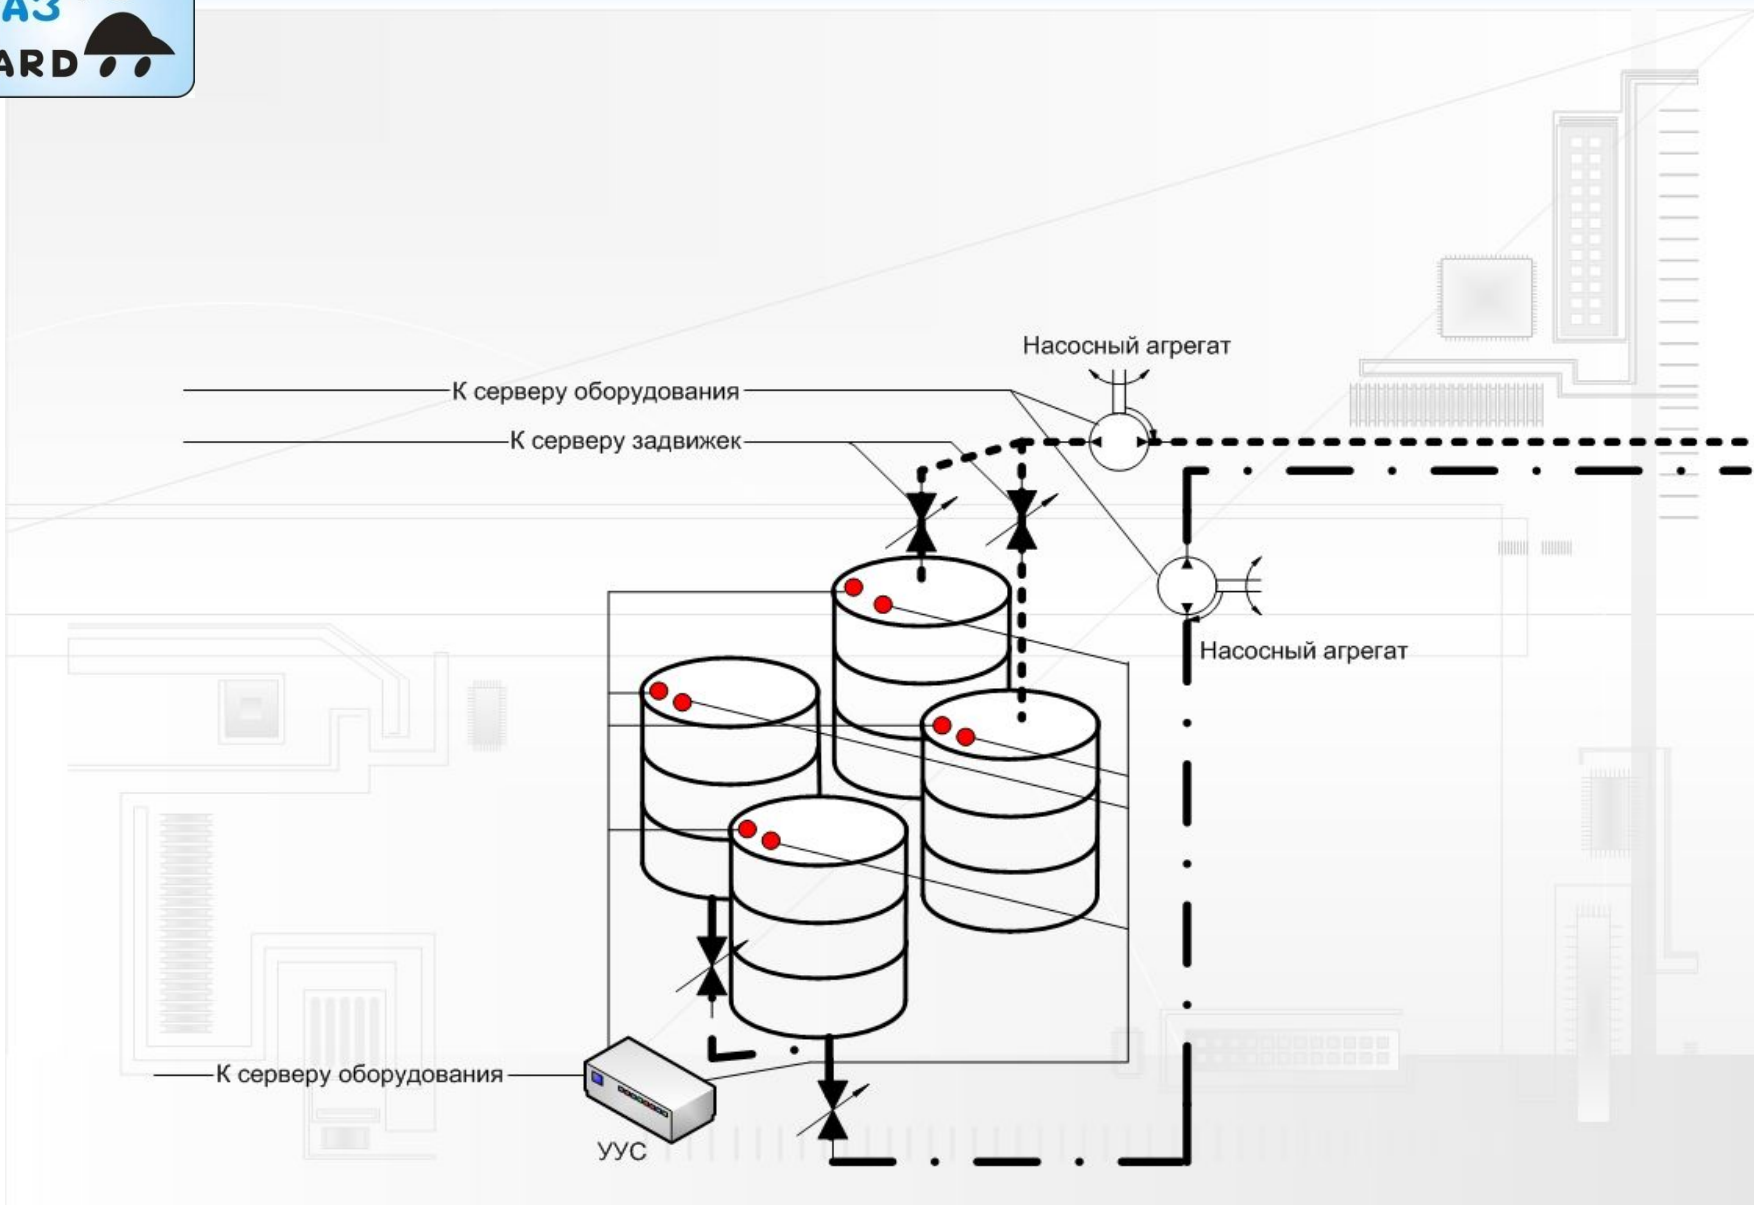 АЗ
ARD
Насосный агрегат
К серверу оборудования
К серверу задвижек
Насосный агрегат
К серверу оборудования
УУС